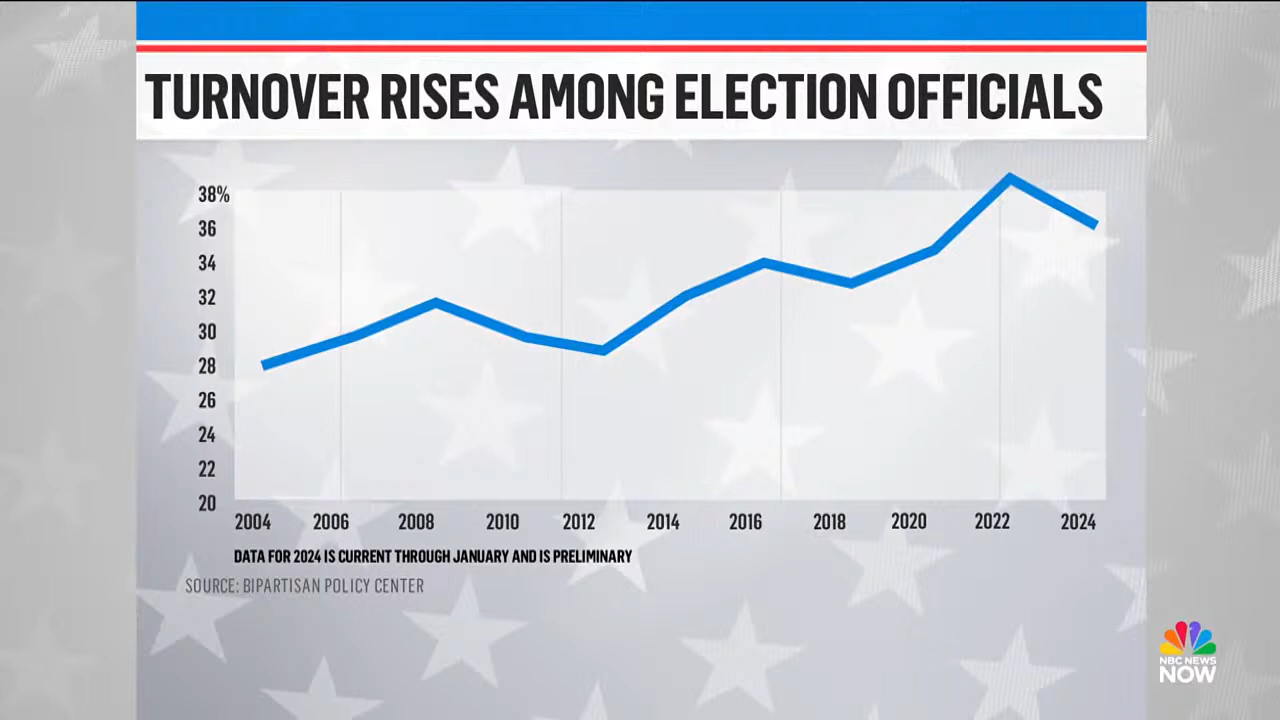 TURNOVER RISES AMONG ELECTION OFFICIALS
38%
36
34
32
30
28
26
24
22
20
2004 2006 2008 2010 2012 2014 2016 2018 2020 2022 2024
DATA FOR 2024 IS CURRENT THROUGH JANUARY AND IS PRELIMINARY
SOURCE: BIPARTISAN POLICY CENTER
NBC NEWS
NOW